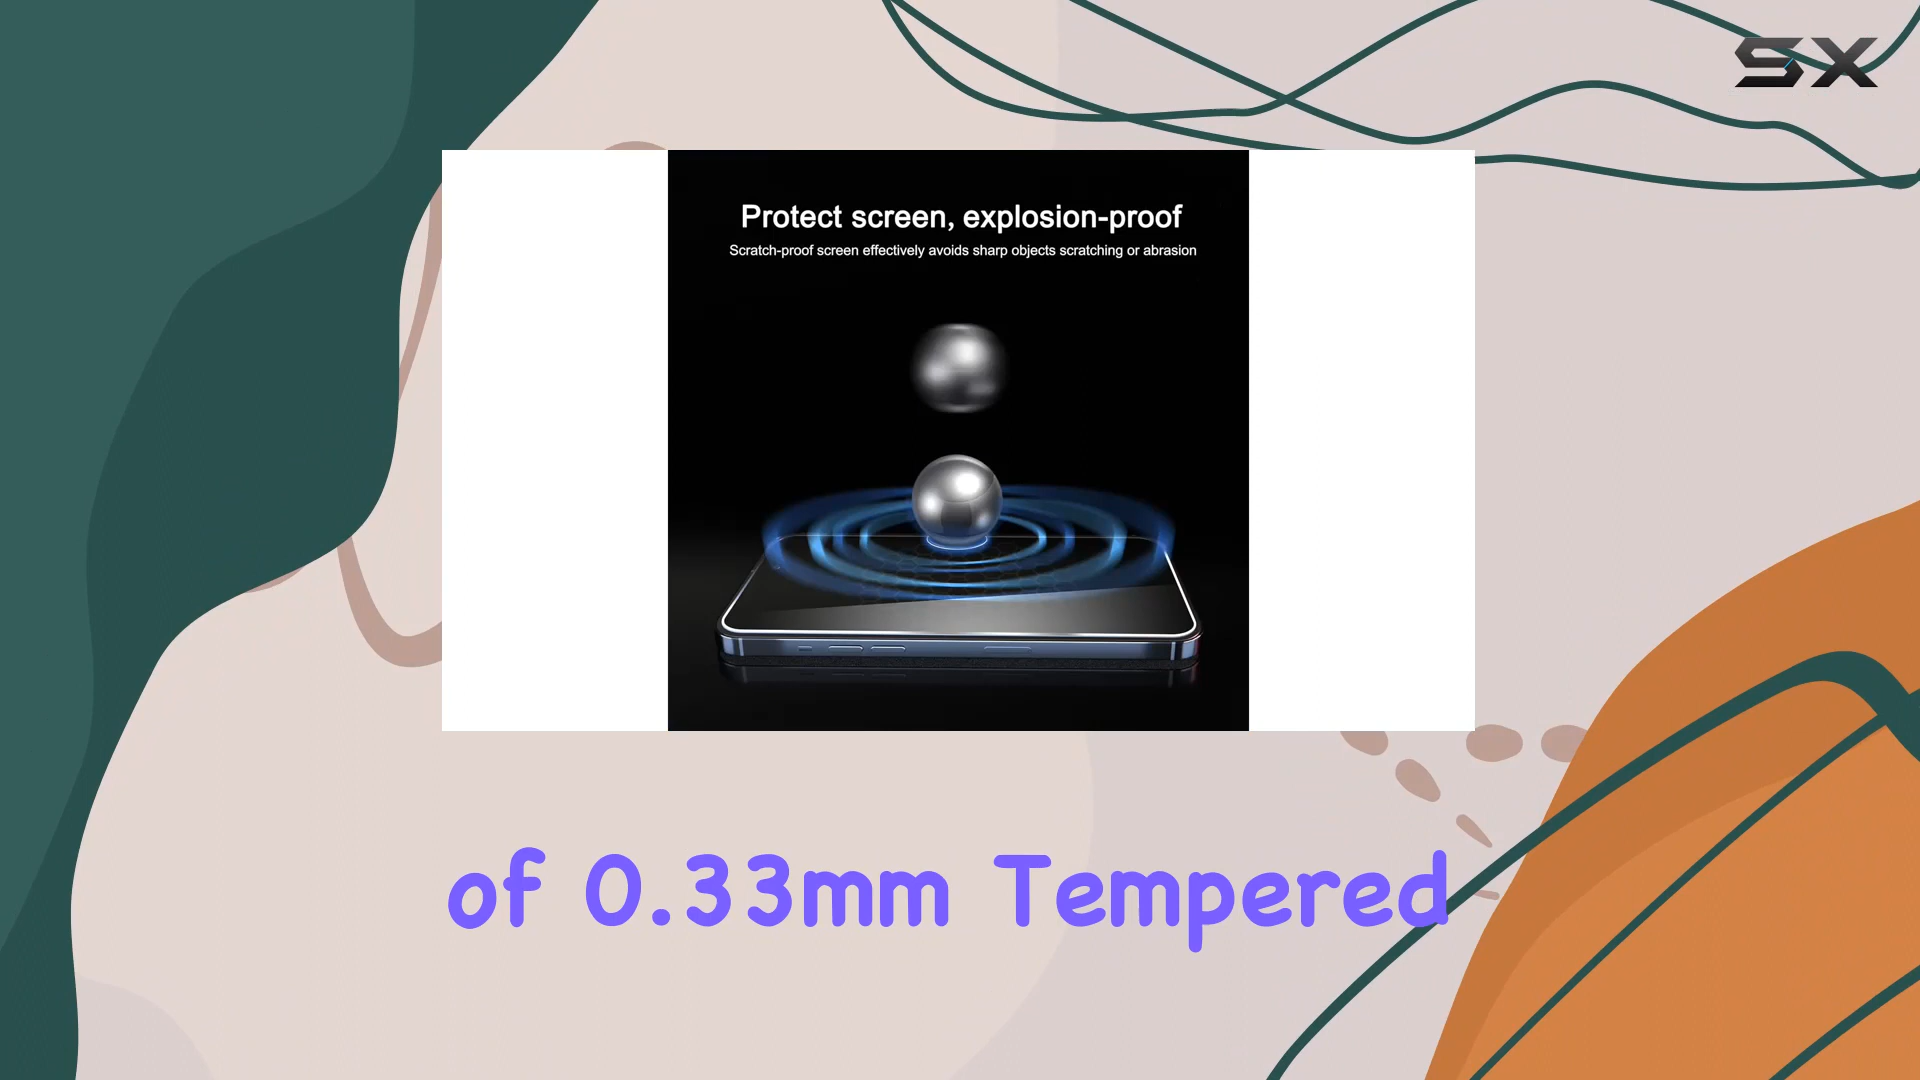 SX
Protect screen, explosion-proof
Scratch-proof screen effectively avoids sharp objects scratching or abrasion
of 0.33mm Tempered